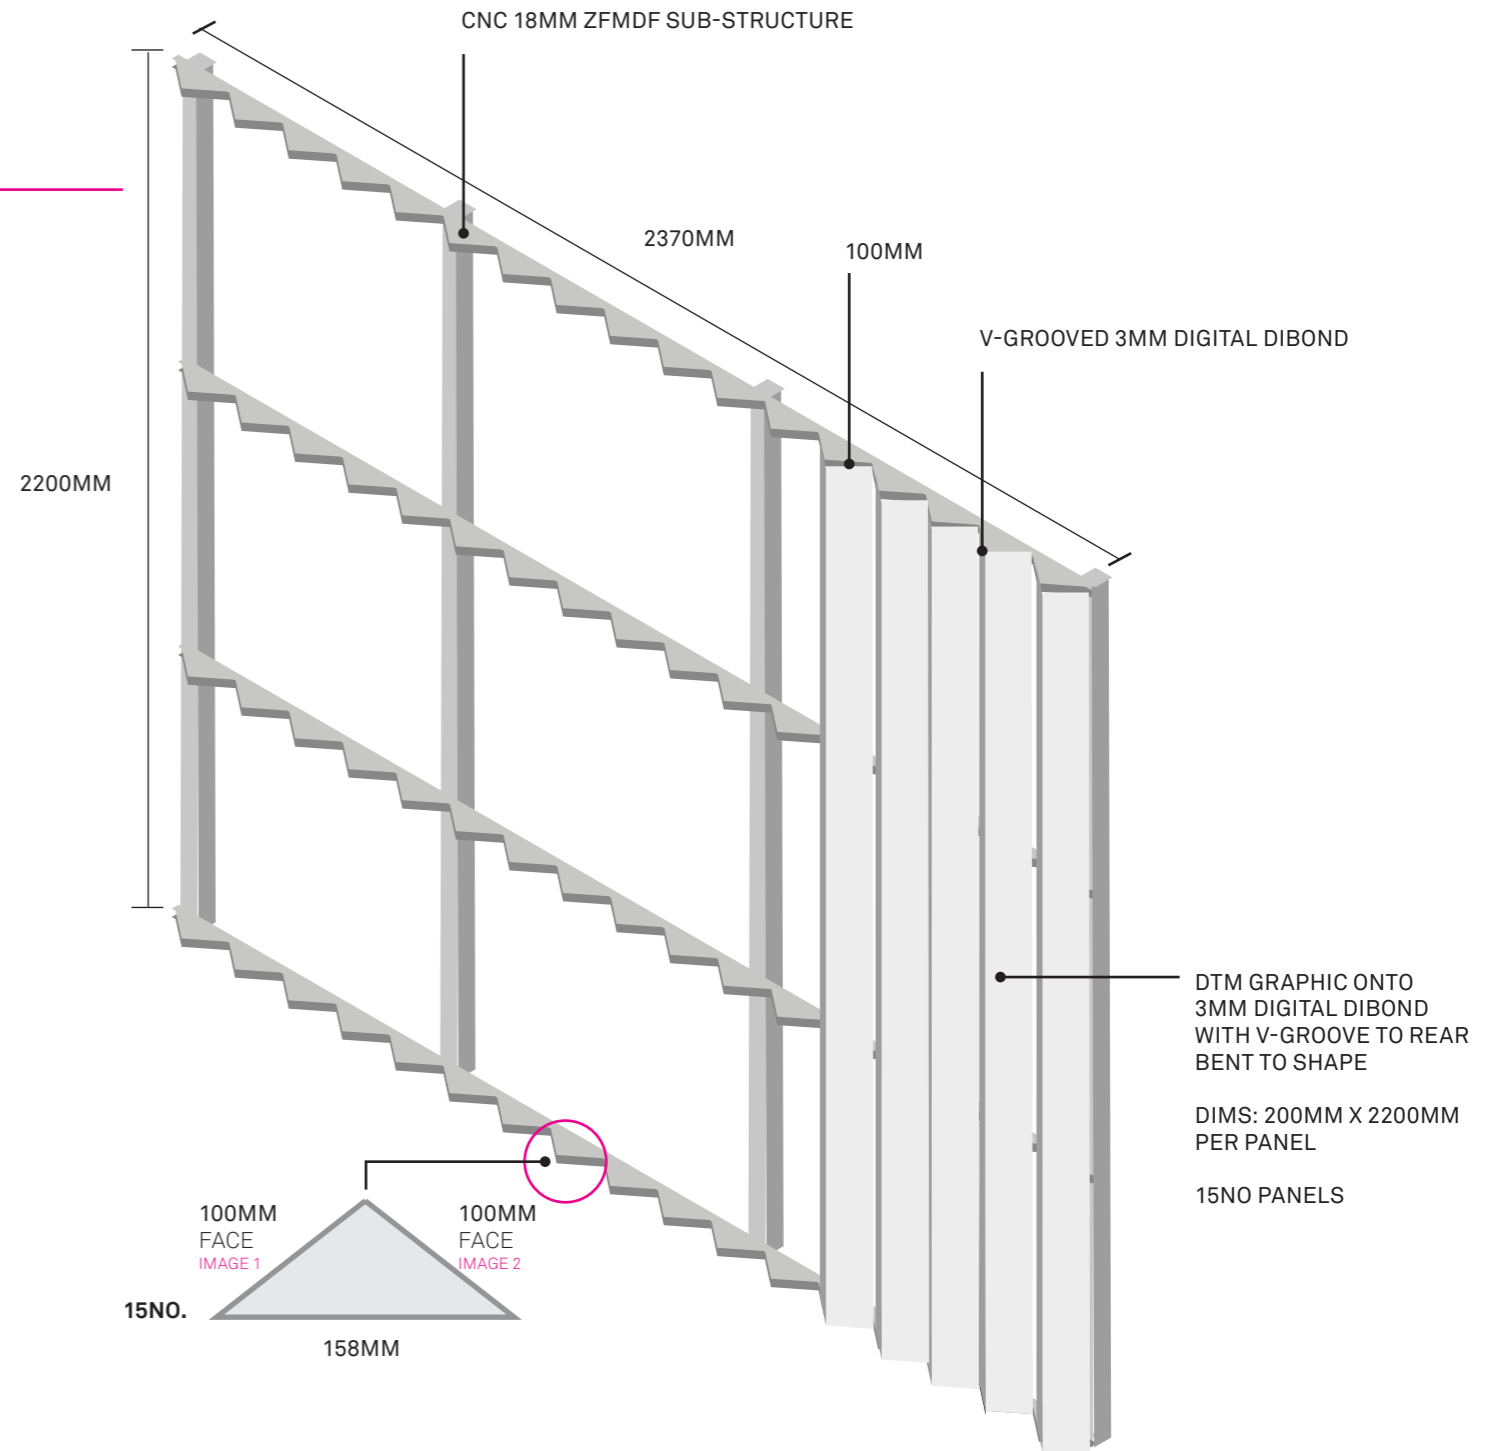 CNC 18MM ZFMDF SUB-STRUCTURE
2370MM
100MM
V-GROOVED 3MM DIGITAL DIBOND
2200MM
DTM GRAPHIC ONTO
3MM DIGITAL DIBOND
WITH V-GROOVE TO REAR
BENT TO SHAPE
DIMS: 200MM X 2200MM
PER PANEL
15NO PANELS
100MM
FACE
IMAGE 1
100MM
FACE
IMAGE 2
15NO.
158MM